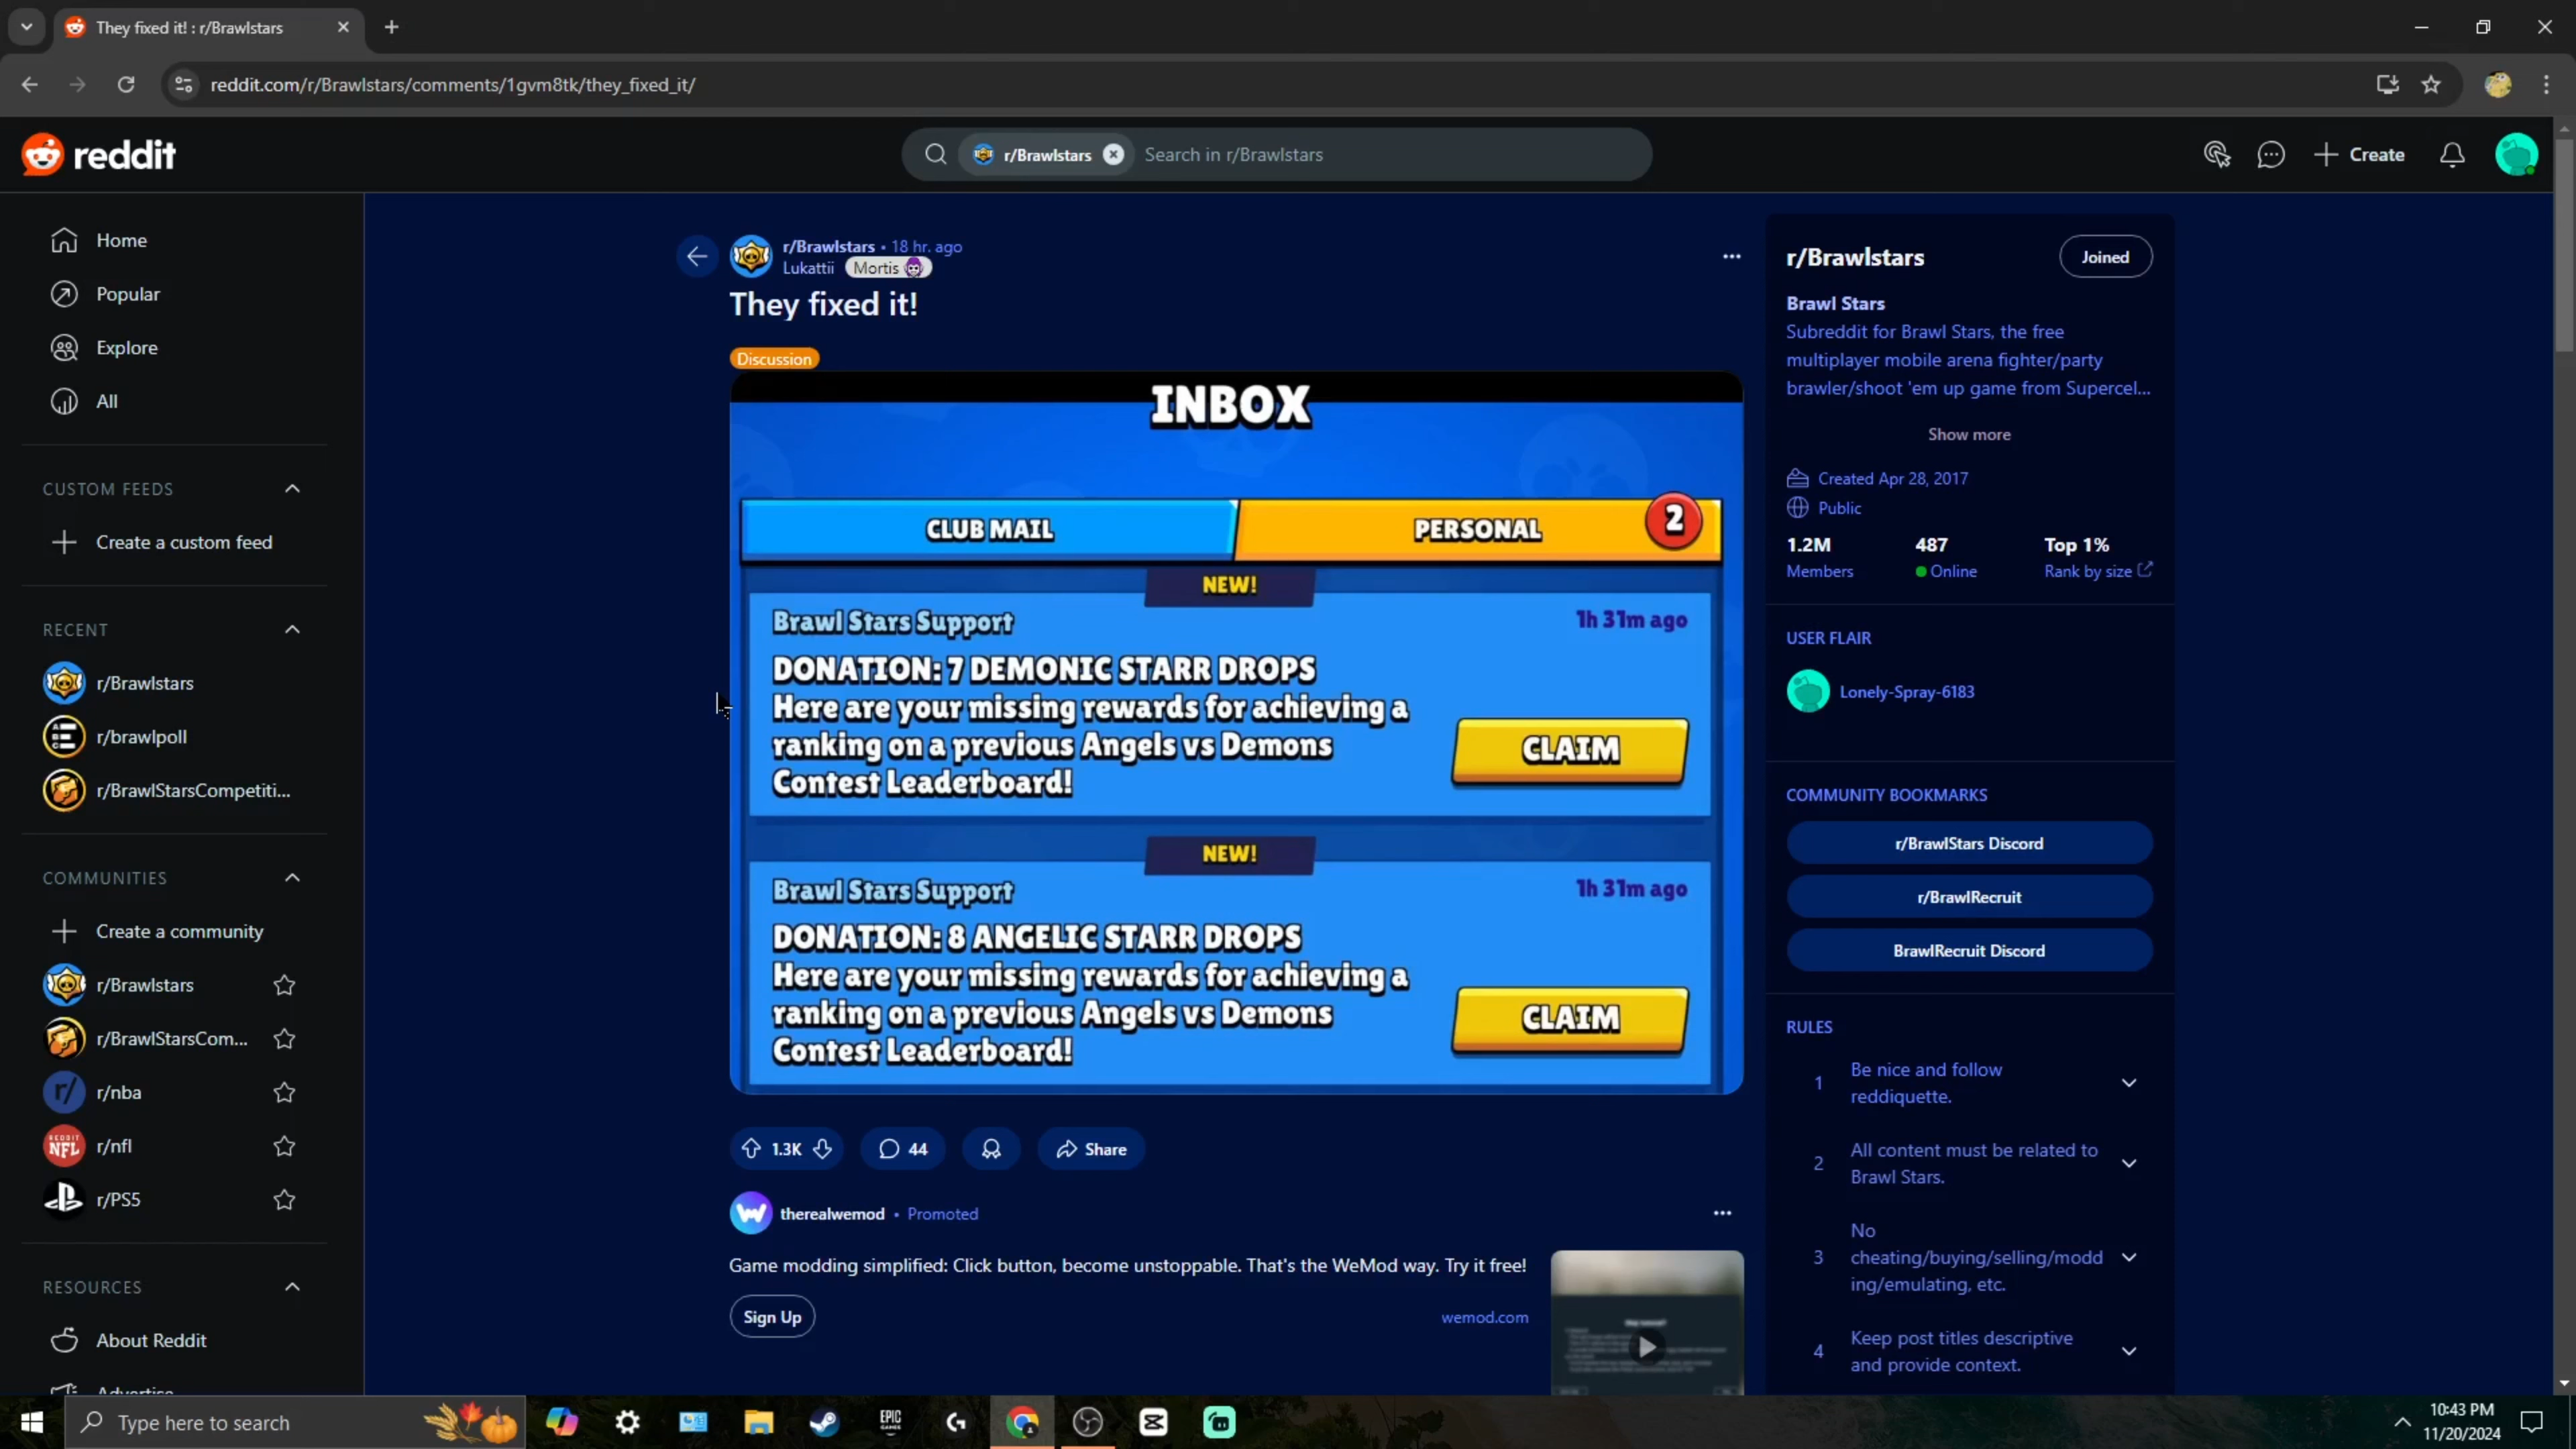 They fixed it! : r/Brawlstars
reddit.com/r/Brawlstars/comments/1gvm8tk/they_fixed_it/
reddit
r/Brawlstars
Search in r/Brawlstars
Create
Home
Popular
Explore
All
CUSTOM FEEDS
Create a custom feed
RECENT
r/Brawlstars
r/brawlpoll
r/BrawlStarsCompetiti...
COMMUNITIES
Create a community
r/Brawlstars
r/BrawlStarsCom...
r/nba
r/nfl
r/PS5
RESOURCES
About Reddit
r/Brawlstars • 18 hr. ago
Lukattii Mortis
They fixed it!
Discussion
INBOX
CLUB MAIL
PERSONAL
2
NEW!
Brawl Stars Support
1h 31m ago
DONATION: 7 DEMONIC STARR DROPS
Here are your missing rewards for achieving a
ranking on a previous Angels vs Demons
Contest Leaderboard!
CLAIM
NEW!
Brawl Stars Support
1h 31m ago
DONATION: 8 ANGELIC STARR DROPS
Here are your missing rewards for achieving a
ranking on a previous Angels vs Demons
Contest Leaderboard!
CLAIM
1.3K
44
Share
therealwemod • Promoted
Game modding simplified: Click button, become unstoppable. That's the WeMod way. Try it free!
Sign Up
wemod.com
r/Brawlstars
Joined
Brawl Stars
Subreddit for Brawl Stars, the free
multiplayer mobile arena fighter/party
brawler/shoot 'em up game from Supercel...
Show more
Created Apr 28, 2017
Public
1.2M
Members
487
Online
Top 1%
Rank by size
USER FLAIR
Lonely-Spray-6183
COMMUNITY BOOKMARKS
r/BrawlStars Discord
r/BrawlRecruit
BrawlRecruit Discord
RULES
1
Be nice and follow
reddiquette.
2
All content must be related to
Brawl Stars.
3
No
cheating/buying/selling/modd
ing/emulating, etc.
4
Keep post titles descriptive
and provide context.
Type here to search
EPIC
GAMES
10:43 PM
11/20/2024